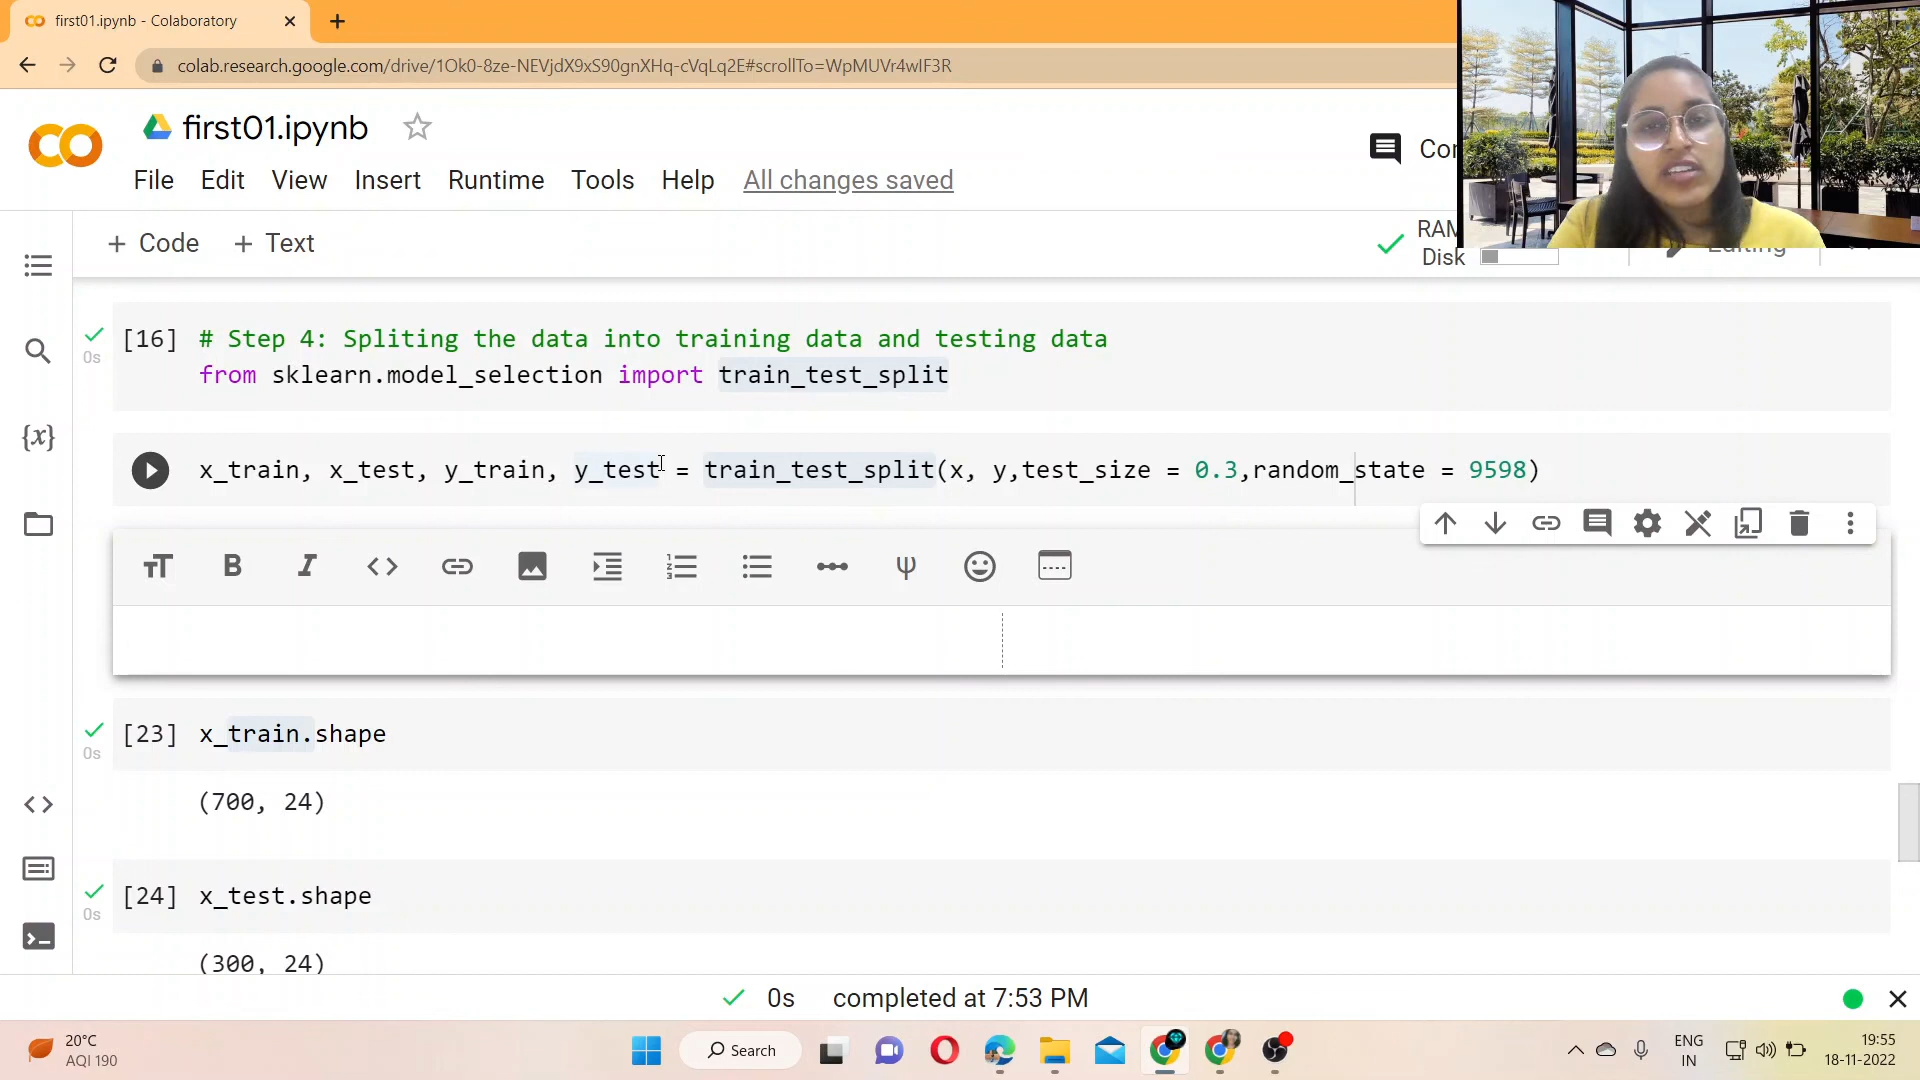 first01.ipynb - Colaboratory
colab.research.google.com/drive/1Ok0-8ze-NEVjdX9xS90gnXHq-cVqLq2E#scrollTo=WpMUVr4wIF3R
first01.ipynb
File Edit View Insert Runtime Tools Help All changes saved
+ Code + Text
RAM
Disk
Editing
[16] # Step 4: Spliting the data into training data and testing data
0s
from sklearn.model_selection import train_test_split
x_train, x_test, y_train, y_test = train_test_split(x, y,test_size = 0.3,random_state = 9598)
[23] x_train.shape
0s
(700, 24)
[24] x_test.shape
0s
(300, 24)
0s completed at 7:53 PM
20°C
AQI 190
Search
ENG
IN
19:55
18-11-2022